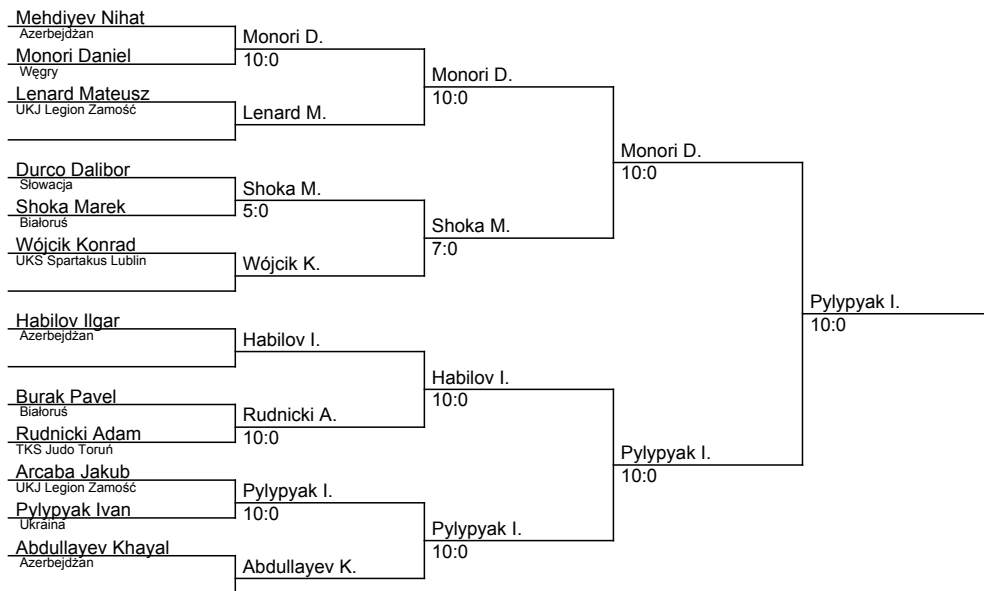 Mehdiyev Nihat
Azerbejdżan
Monori Daniel
Węgry
Lenard Mateusz
UKJ Legion Zamość
Durco Dalibor
Słowacja
Shoka Marek
Białoruś
Wójcik Konrad
UKS Spartakus Lublin
Habilov Ilgar
Azerbejdżan
Burak Pavel
Białoruś
Rudnicki Adam
TKS Judo Toruń
Arcaba Jakub
UKJ Legion Zamość
Pylypyak Ivan
Ukraina
Abdullayev Khayal
Azerbejdżan
Monori D.
10:0
Lenard M.
Shoka M.
5:0
Wójcik K.
Habilov I.
Rudnicki A.
10:0
Pylypyak I.
10:0
Abdullayev K.
Monori D.
10:0
Shoka M.
7:0
Habilov I.
10:0
Pylypyak I.
10:0
Monori D.
10:0
Pylypyak I.
10:0
Pylypyak I.
10:0